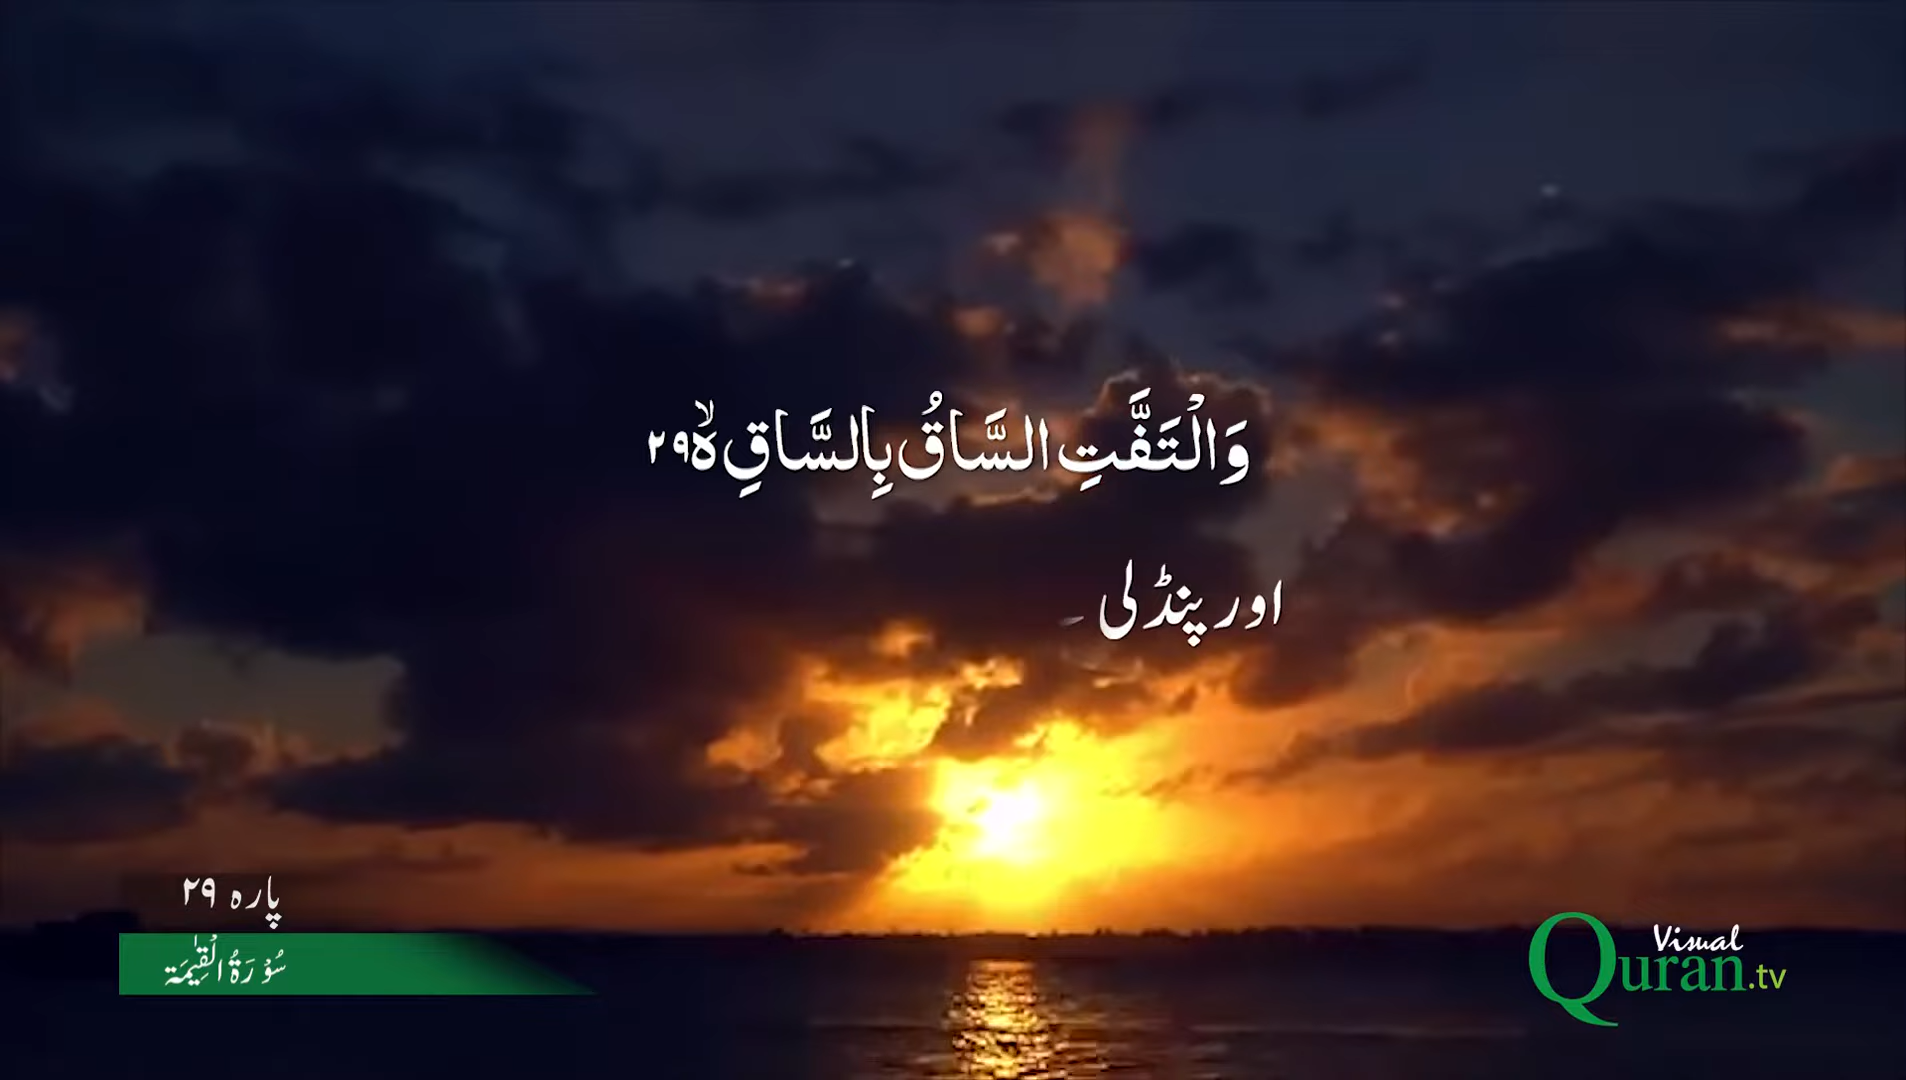 وَالْتَفَّتِ السَّاقُ بِالسَّاقِ ۙ۲۹
اور پنڈلی
پارہ ۲۹
سُوْرَةُ الْقِيٰمَة
Visual
Quran.tv